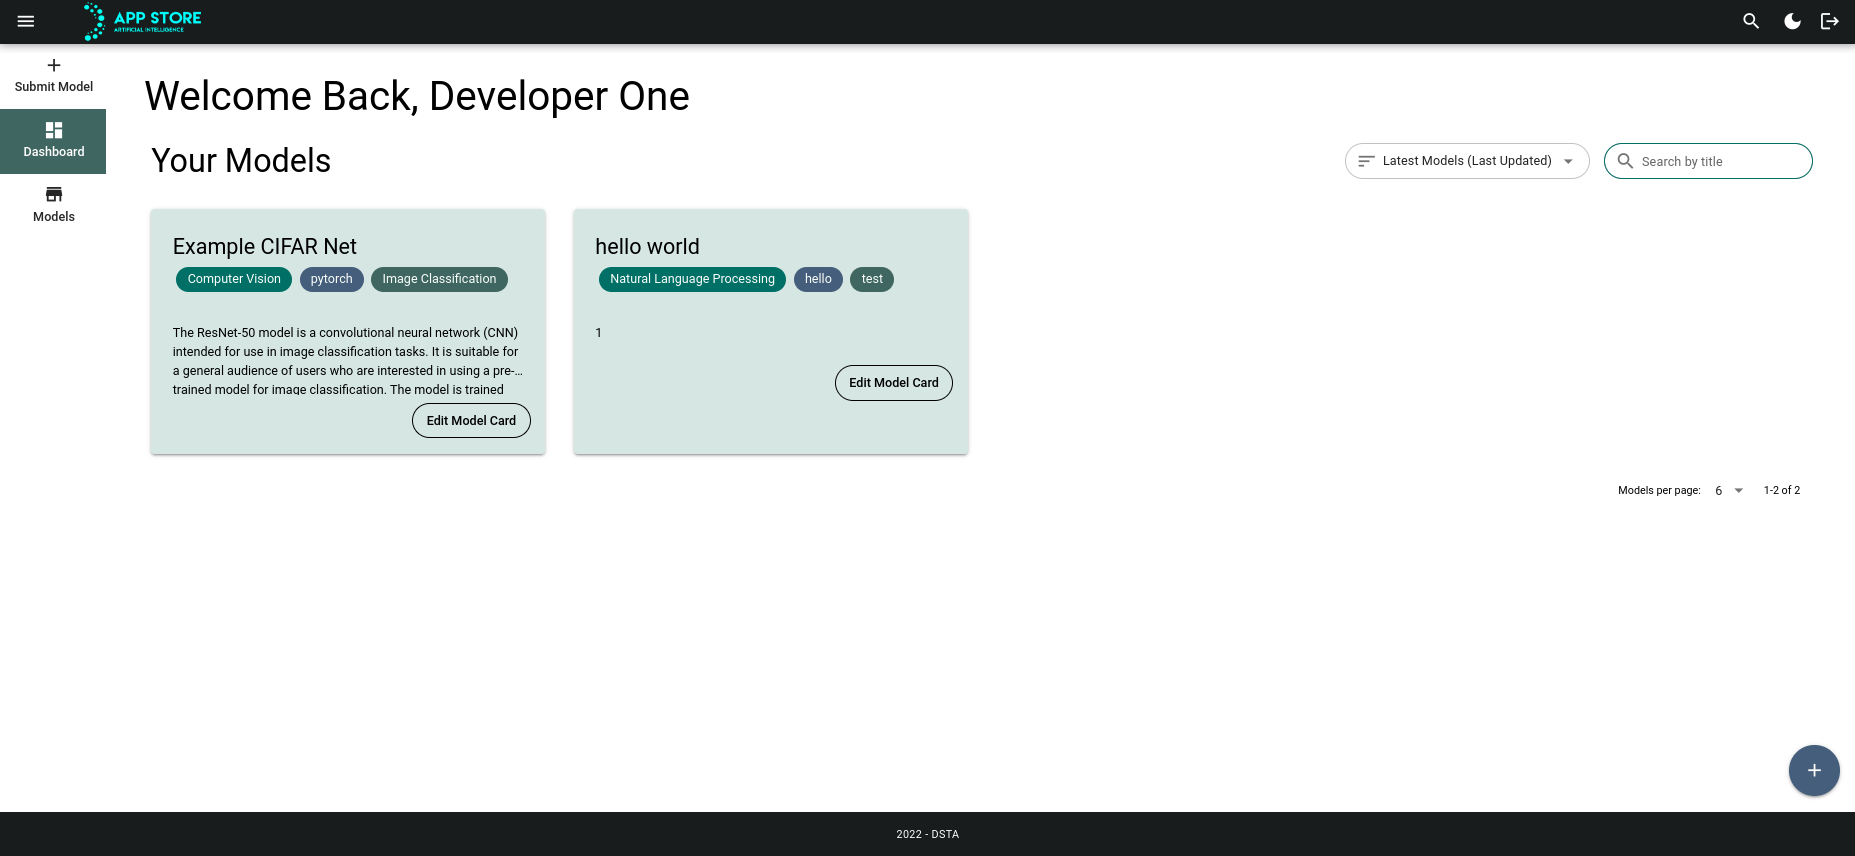 APP STORE
ARTIFICIAL INTELLIGENCE
Submit Model
Dashboard
Models
Welcome Back, Developer One
Your Models
Latest Models (Last Updated)
Search by title
Example CIFAR Net
Computer Vision
pytorch
Image Classification
The ResNet-50 model is a convolutional neural network (CNN)
intended for use in image classification tasks. It is suitable for
a general audience of users who are interested in using a pre-…
trained model for image classification. The model is trained
Edit Model Card
hello world
Natural Language Processing
hello
test
1
Edit Model Card
Models per page: 6 1-2 of 2
2022 - DSTA